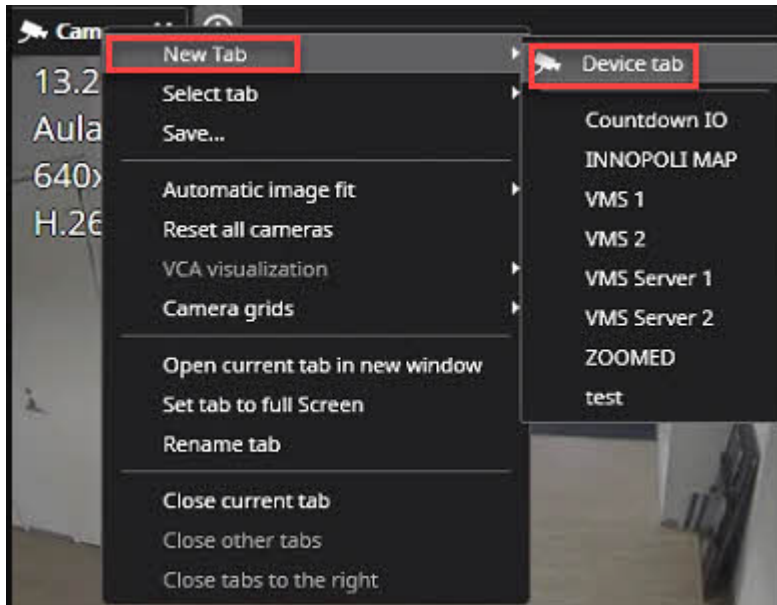 Cam
13.2
Aula
640x
H.26
New Tab
Select tab
Save...
Automatic image fit
Reset all cameras
VCA visualization
Camera grids
Open current tab in new window
Set tab to full Screen
Rename tab
Close current tab
Close other tabs
Close tabs to the right
Device tab
Countdown IO
INNOPOLI MAP
VMS 1
VMS 2
VMS Server 1
VMS Server 2
ZOOMED
test